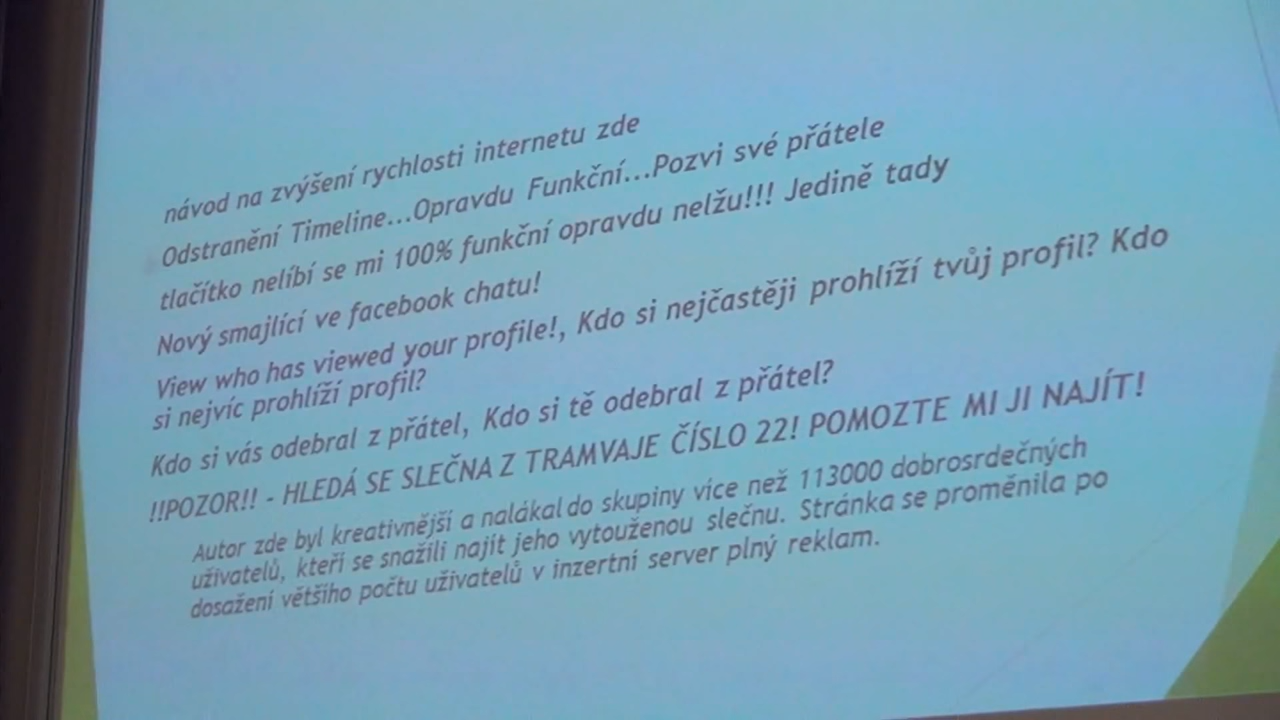 návod na zvýšení rychlosti internetu zde
Odstranění Timeline...Opravdu Funkční...Pozvi své přátele
tlačítko nelíbí se mi 100% funkční opravdu nelžu!!! Jedině tady
Nový smajlící ve facebook chatu!
View who has viewed your profile!, Kdo si nejčastěji prohlíží tvůj profil? Kdo
si nejvíc prohlíží profil?
Kdo si vás odebral z přátel, Kdo si tě odebral z přátel?
!!POZOR!! - HLEDÁ SE SLEČNA Z TRAMVAJE ČÍSLO 22! POMOZTE MI JI NAJÍT!
Autor zde byl kreativnější a nalákal do skupiny více než 113000 dobrosrdečných
uživatelů, kteří se snažili najít jeho vytouženou slečnu. Stránka se proměnila po
dosažení většího počtu uživatelů v inzertní server plný reklam.